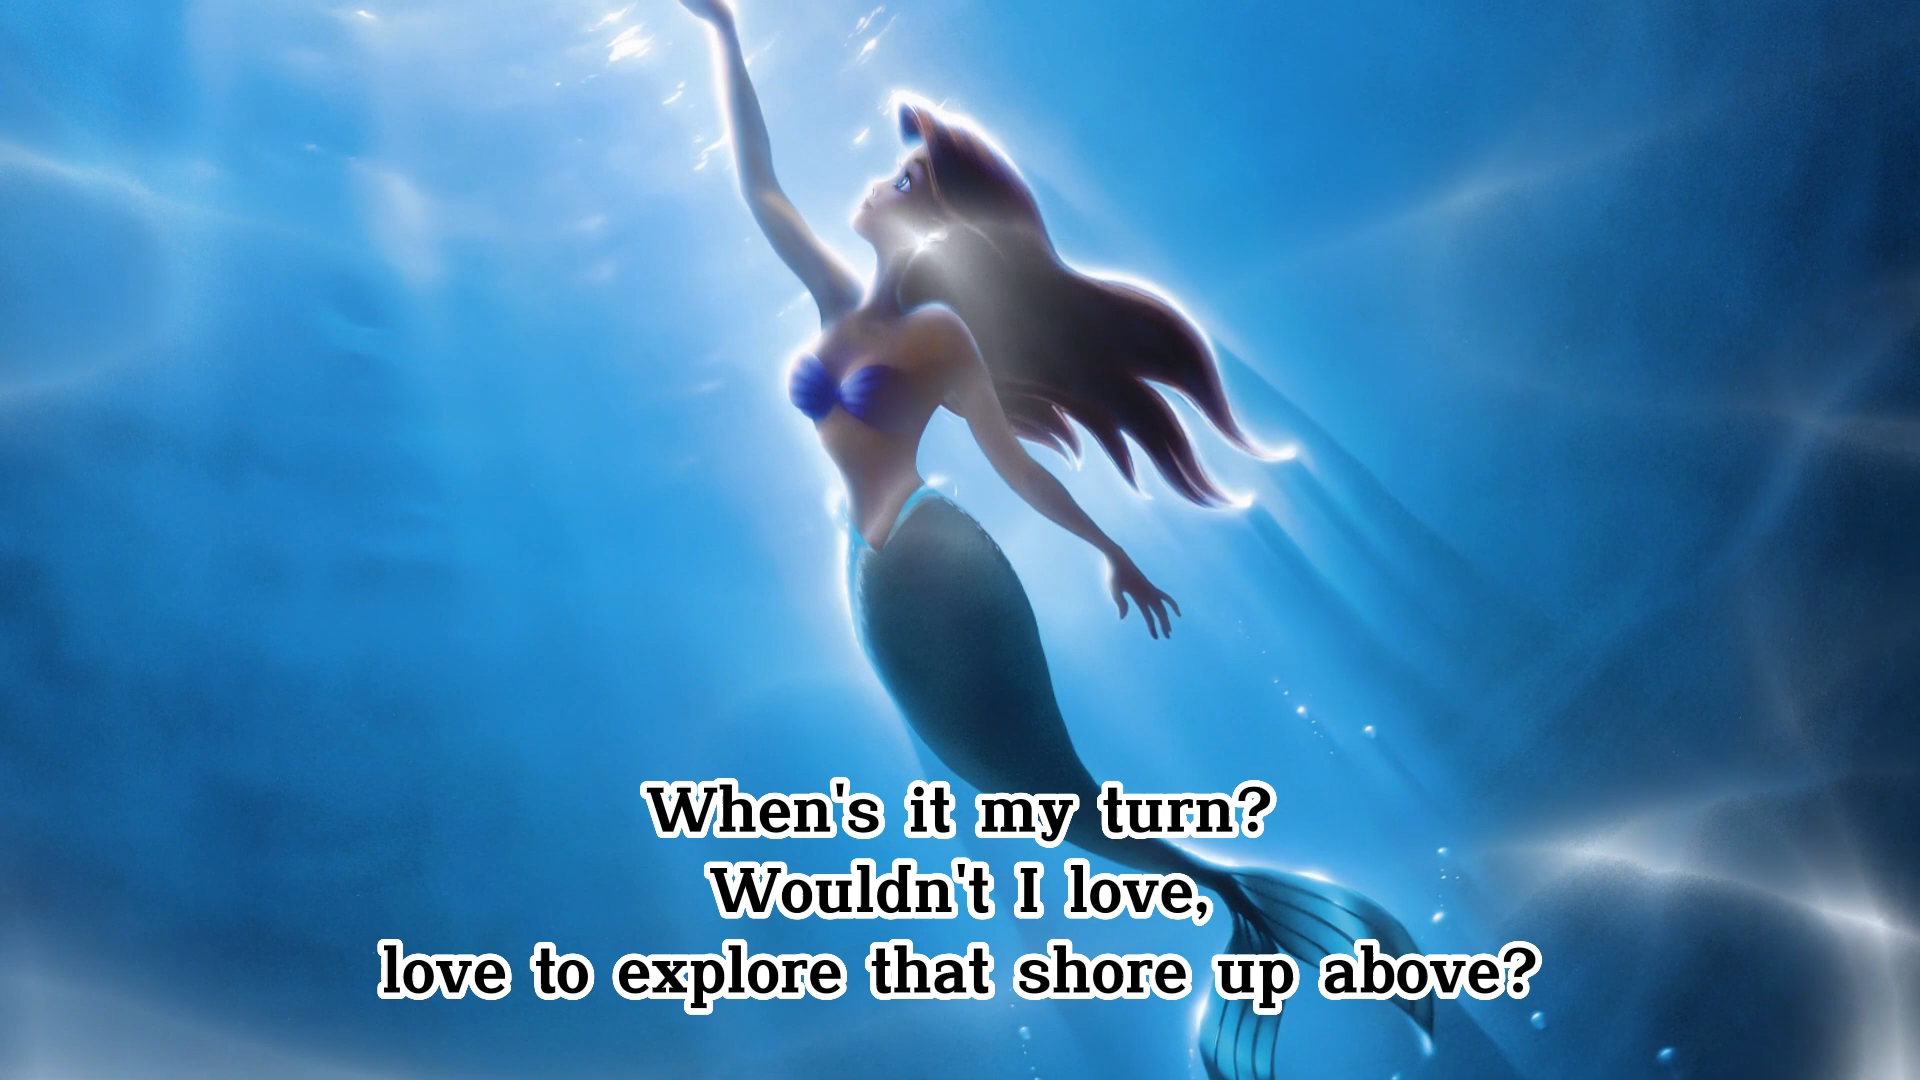 When's it my turn?
Wouldn't I love,
love to explore that shore up above?